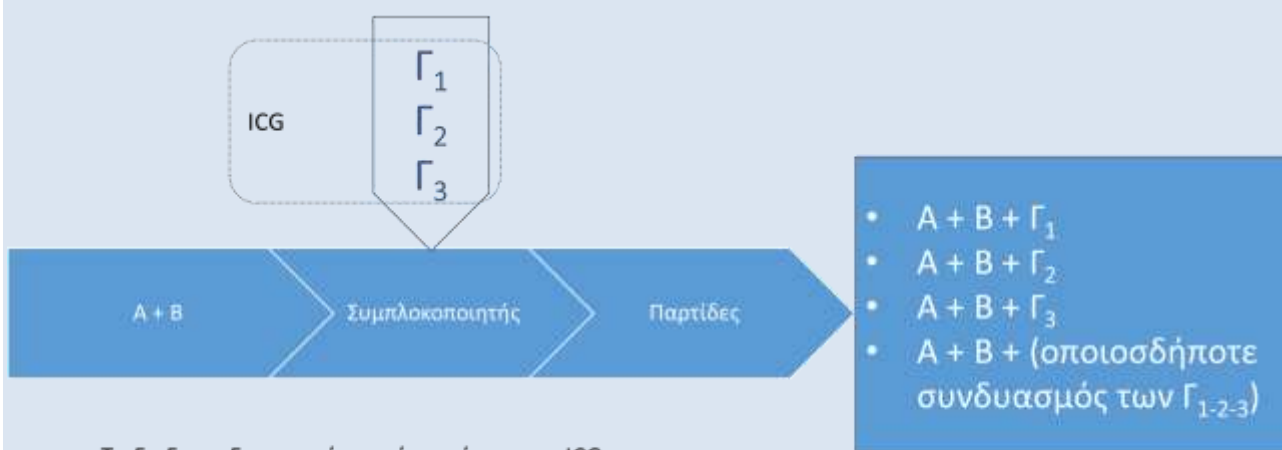 Γ₁
ICG
Γ₂
Γ₃
A + B
Συμπλοκοποιητής
Παρτίδες
• A + B + Γ₁
• A + B + Γ₂
• A + B + Γ₃
• A + B + (οποιοσδήποτε
συνδυασμός των Γ₁₋₂₋₃)